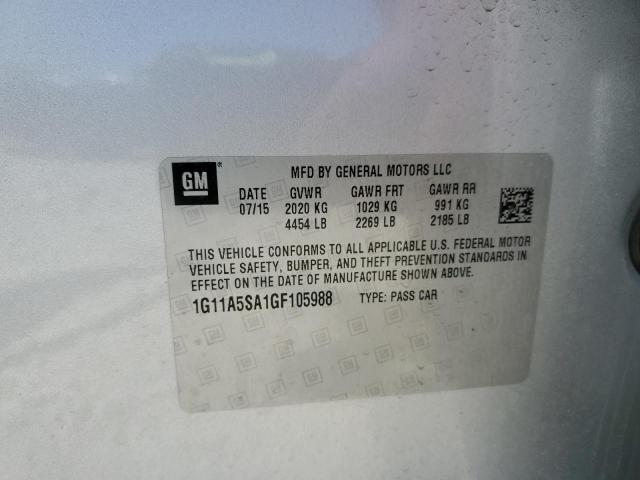 GM ® MFD BY GENERAL MOTORS LLC
DATE GVWR GAWR FRT GAWR RR
07/15 2020 KG 1029 KG 991 KG
4454 LB 2269 LB 2185 LB
THIS VEHICLE CONFORMS TO ALL APPLICABLE U.S. FEDERAL MOTOR
VEHICLE SAFETY, BUMPER, AND THEFT PREVENTION STANDARDS IN
EFFECT ON THE DATE OF MANUFACTURE SHOWN ABOVE.
1G11A5SA1GF105988 TYPE: PASS CAR